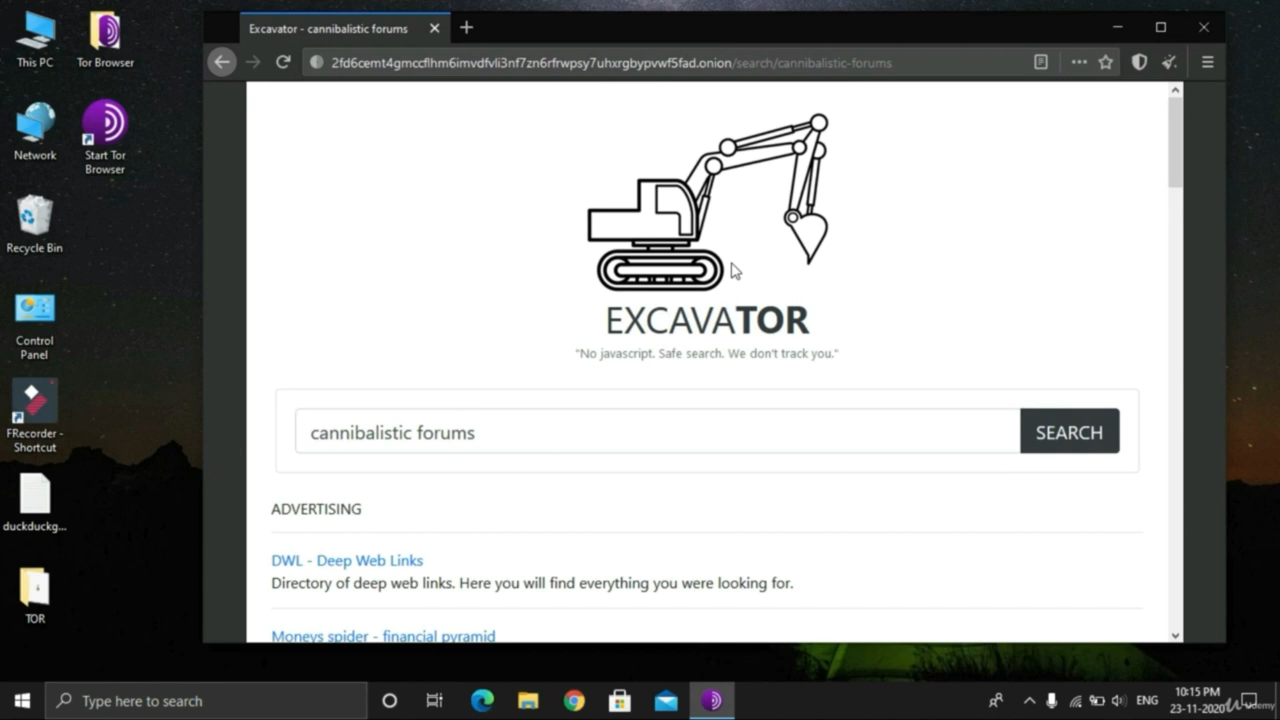 This PC
Tor Browser
Network
Start Tor
Browser
Recycle Bin
Control
Panel
FRecorder -
Shortcut
duckduckg...
TOR
Excavator - cannibalistic forums
2fd6cemt4gmccflhm6imvdfvli3nf7zn6rfrwpsy7uhxrgbypvwf5fad.onion/search/cannibalistic-forums
EXCAVATOR
"No javascript. Safe search. We don't track you."
cannibalistic forums
SEARCH
ADVERTISING
DWL - Deep Web Links
Directory of deep web links. Here you will find everything you were looking for.
Moneys spider - financial pyramid
Type here to search
ENG
10:15 PM
23-11-2020
Udemy